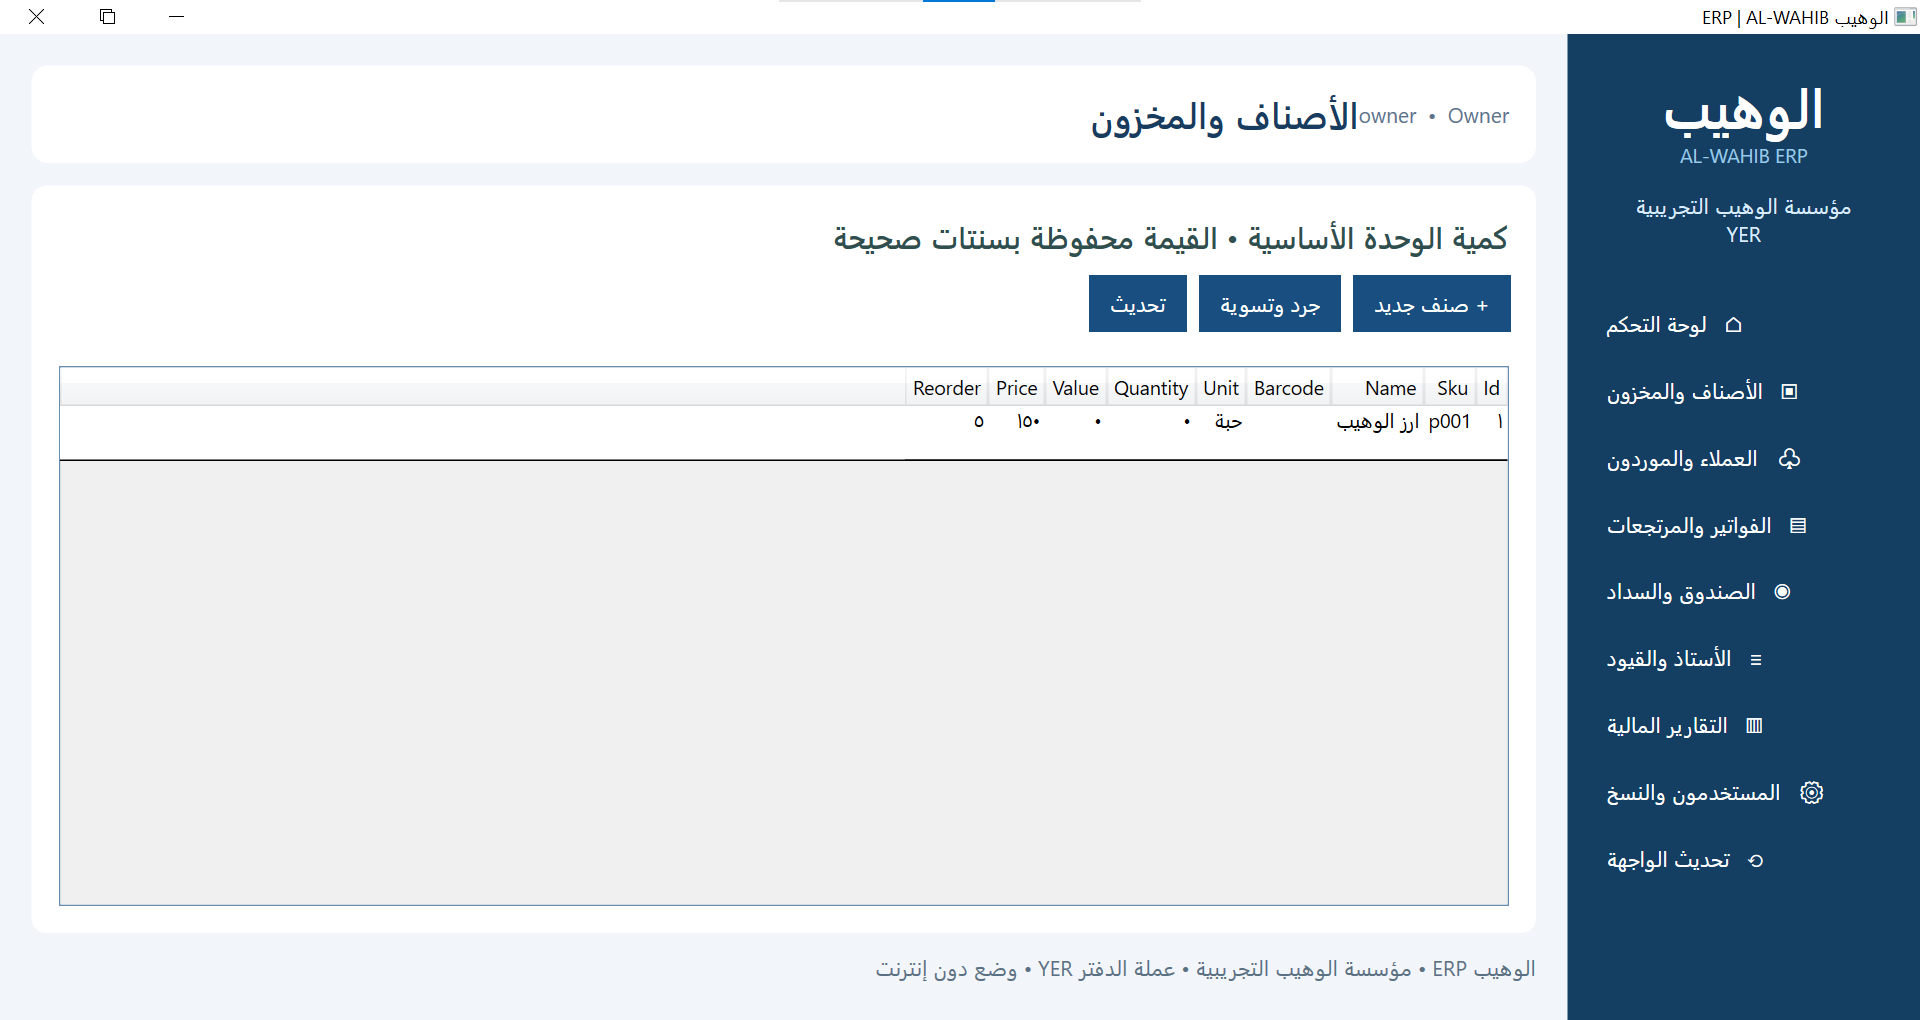 الوهيب ERP | AL-WAHIB
الوهيب
AL-WAHIB ERP
مؤسسة الوهيب التجريبية
YER
لوحة التحكم
الأصناف والمخزون
العملاء والموردون
الفواتير والمرتجعات
الصندوق والسداد
الأستاذ والقيود
التقارير المالية
المستخدمون والنسخ
تحديث الواجهة
owner • Owner
الأصناف والمخزون
كمية الوحدة الأساسية • القيمة محفوظة بسنتات صحيحة
+ صنف جديد
جرد وتسوية
تحديث
Id Sku Name Barcode Unit Quantity Value Price Reorder
١ p001 ارز الوهيب حبة ٠ ٠ ١٥٠ ٥
الوهيب ERP • مؤسسة الوهيب التجريبية • عملة الدفتر YER • وضع دون إنترنت